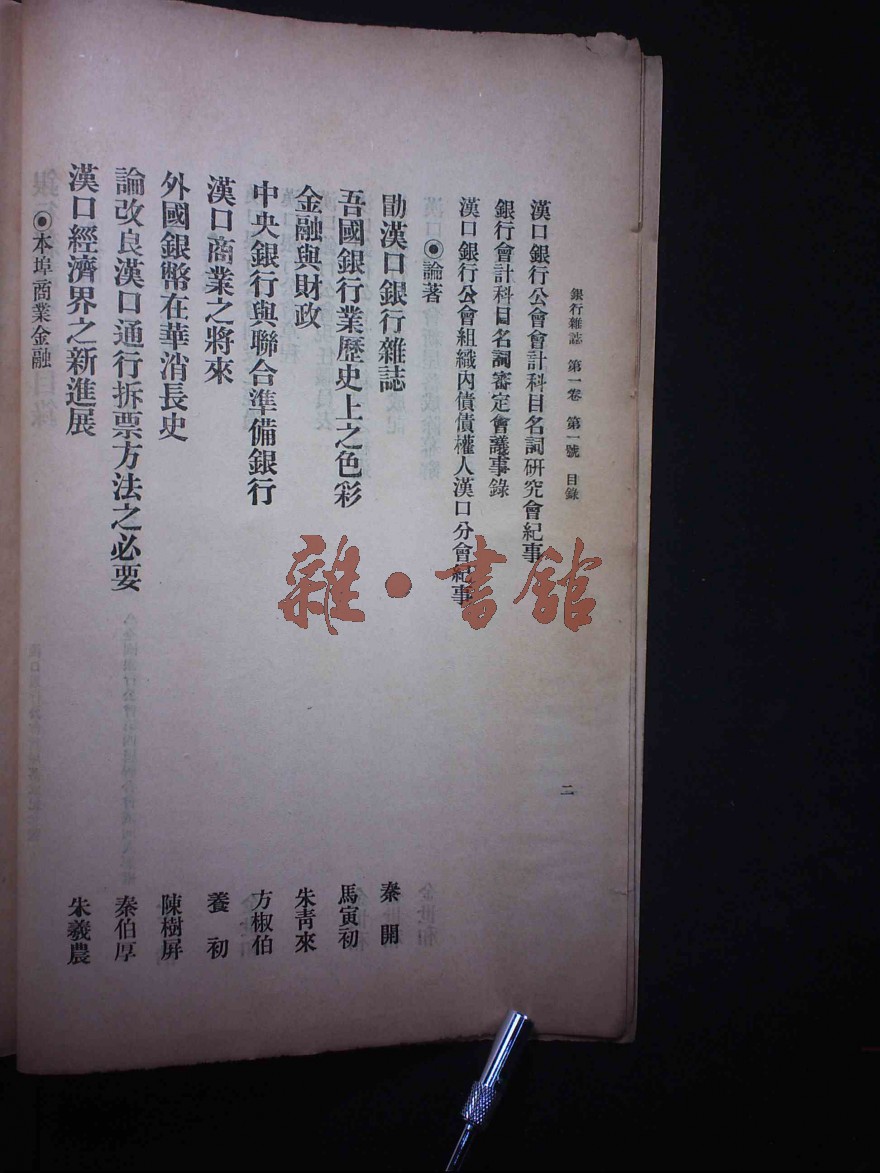 銀行雜誌 第一卷 第一號 目錄
二
漢口銀行公會會計科目名詞研究會紀事
銀行會計科目名詞審定會議事錄
漢口銀行公會組織內債債權人漢口分會紀事
◉論著
勖漢口銀行雜誌 秦開
吾國銀行業歷史上之色彩 馬寅初
金融與財政 朱青來
中央銀行與聯合準備銀行 方椒伯
漢口商業之將來 養初
外國銀幣在華消長史 陳樹屏
論改良漢口通行拆票方法之必要 秦伯厚
漢口經濟界之新進展 朱羲農
◉本埠商業金融
雜·書館